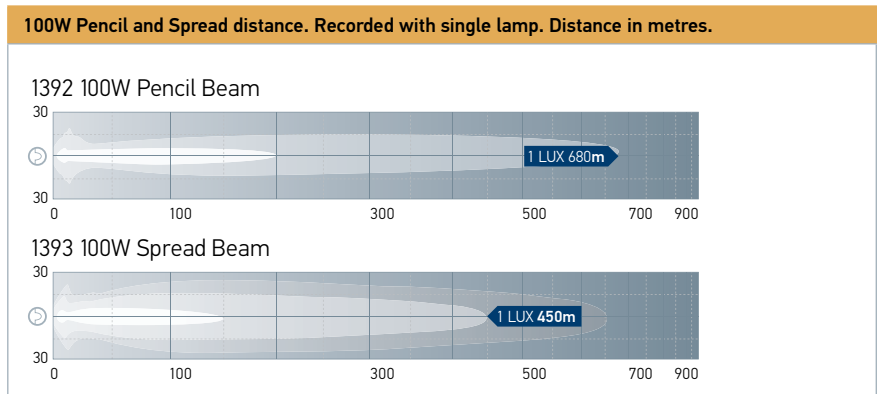 100W Pencil and Spread distance. Recorded with single lamp. Distance in metres.
1392 100W Pencil Beam
30
1 LUX 680m
30
0 100 300 500 700 900
1393 100W Spread Beam
30
1 LUX 450m
30
0 100 300 500 700 900